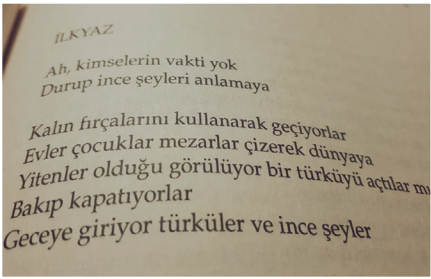 İLKYAZ
Ah, kimselerin vakti yok
Durup ince şeyleri anlamaya
Kalın fırçalarını kullanarak geçiyorlar
Evler çocuklar mezarlar çizerek dünyaya
Yitenler olduğu görülüyor bir türküyü açtılar mı
Bakıp kapatıyorlar
Geceye giriyor türküler ve ince şeyler